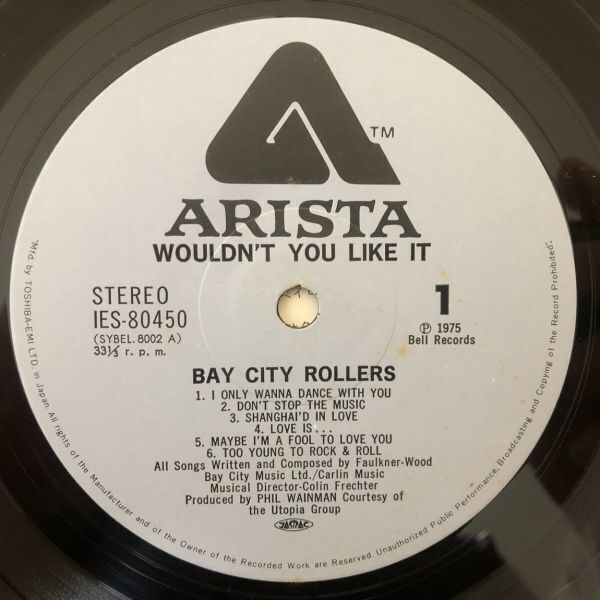 TM
ARISTA
WOULDN'T YOU LIKE IT
STEREO
IES-80450
(SYBEL.8002 A)
33⅓ r. p. m.
1
Ⓟ 1975
Bell Records
BAY CITY ROLLERS
1. I ONLY WANNA DANCE WITH YOU
2. DON'T STOP THE MUSIC
3. SHANGHAI'D IN LOVE
4. LOVE IS...
5. MAYBE I'M A FOOL TO LOVE YOU
6. TOO YOUNG TO ROCK & ROLL
All Songs Written and Composed by Faulkner-Wood
Bay City Music Ltd./Carlin Music
Musical Director-Colin Frechter
Produced by PHIL WAINMAN Courtesy of
the Utopia Group
JASRAC
"Mfd. by TOSHIBA-EMI LTD. in Japan. All rights of the Manufacturer and of the Owner of the Recorded Work are Reserved. Unauthorized Public Performance, Broadcasting and Copying of the Record Prohibited".